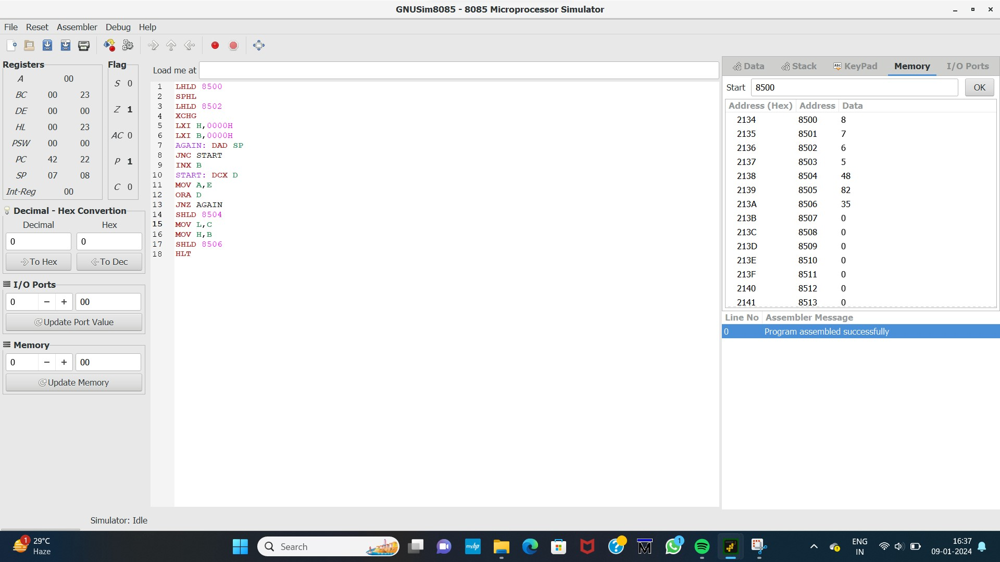 GNUSim8085 - 8085 Microprocessor Simulator
File Reset Assembler Debug Help
Registers
A 00
BC 00 23
DE 00 00
HL 00 23
PSW 00 00
PC 42 22
SP 07 08
Int-Reg 00
Flag
S 0
Z 1
AC 0
P 1
C 0
Decimal - Hex Convertion
Decimal Hex
0 0
To Hex To Dec
I/O Ports
0 − + 00
Update Port Value
Memory
0 − + 00
Update Memory
Load me at
1 LHLD 8500
2 SPHL
3 LHLD 8502
4 XCHG
5 LXI H,0000H
6 LXI B,0000H
7 AGAIN: DAD SP
8 JNC START
9 INX B
10 START: DCX D
11 MOV A,E
12 ORA D
13 JNZ AGAIN
14 SHLD 8504
15 MOV L,C
16 MOV H,B
17 SHLD 8506
18 HLT
Data Stack Abc KeyPad Memory I/O Ports
Start 8500 OK
Address (Hex) Address Data
2134 8500 8
2135 8501 7
2136 8502 6
2137 8503 5
2138 8504 48
2139 8505 82
213A 8506 35
213B 8507 0
213C 8508 0
213D 8509 0
213E 8510 0
213F 8511 0
2140 8512 0
2141 8513 0
Line No Assembler Message
0 Program assembled successfully
Simulator: Idle
1 29°C
Haze
Search
myhp
1
ENG
IN
16:37
09-01-2024